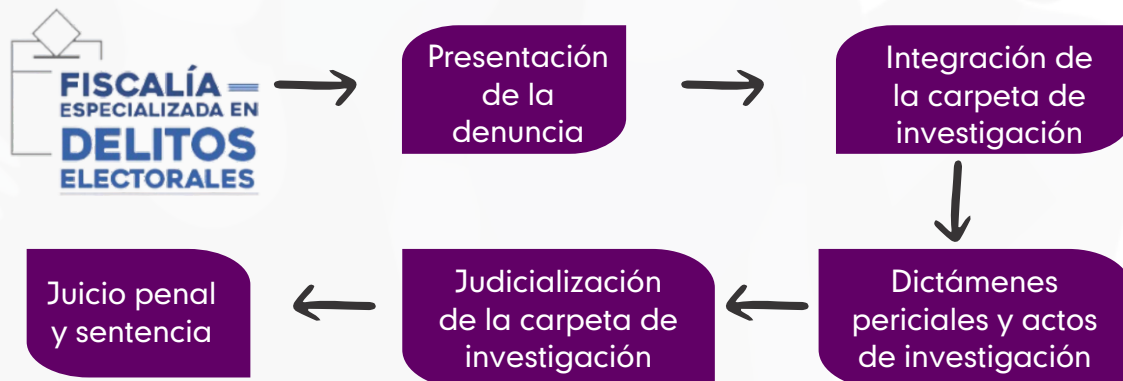 FISCALÍA
ESPECIALIZADA EN
DELITOS
ELECTORALES
Presentación
de la
denuncia
Integración de
la carpeta de
investigación
Dictámenes
periciales y actos
de investigación
Judicialización
de la carpeta de
investigación
Juicio penal
y sentencia